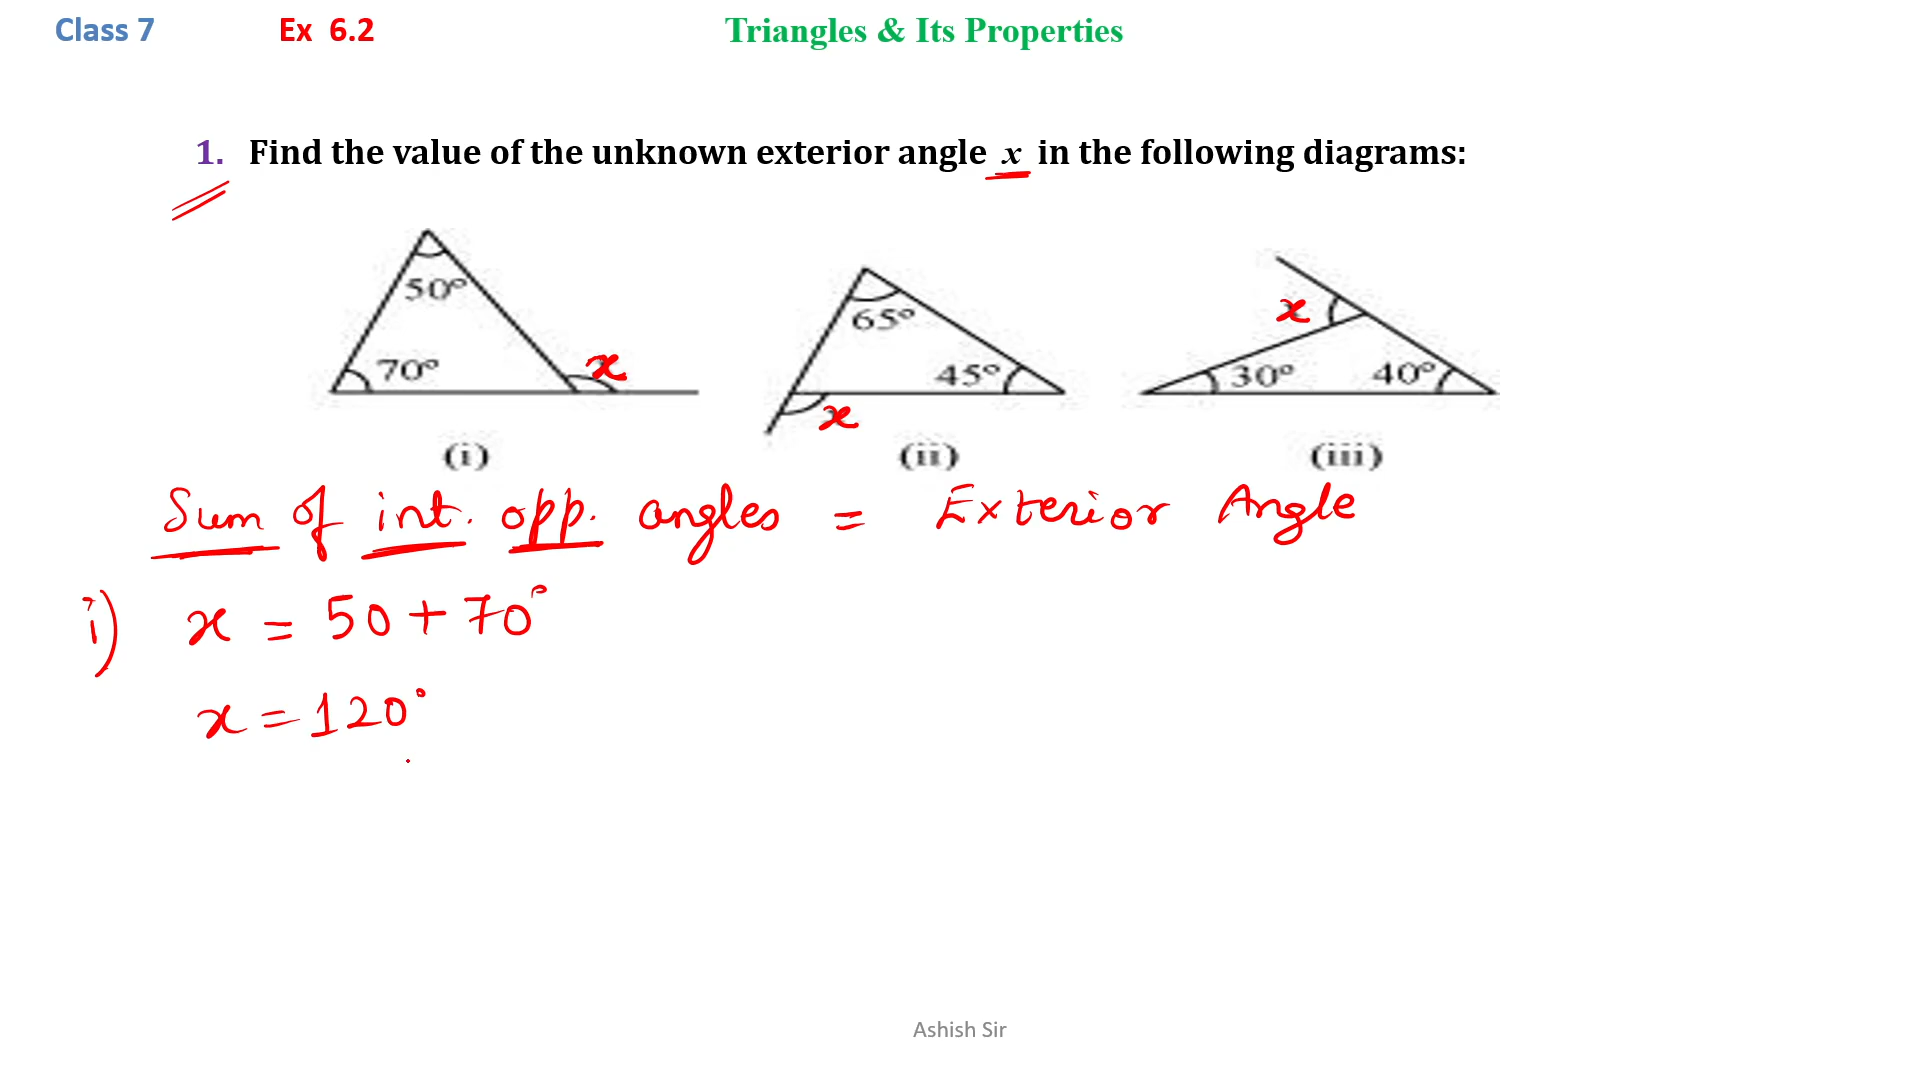 Class 7 Ex 6.2 Triangles & Its Properties
1. Find the value of the unknown exterior angle x in the following diagrams:
50° 70° x
65° 45° x
x 30° 40°
(i) (ii) (iii)
Sum of int. opp. angles = Exterior Angle
i) x = 50 + 70°
x = 120°
Ashish Sir